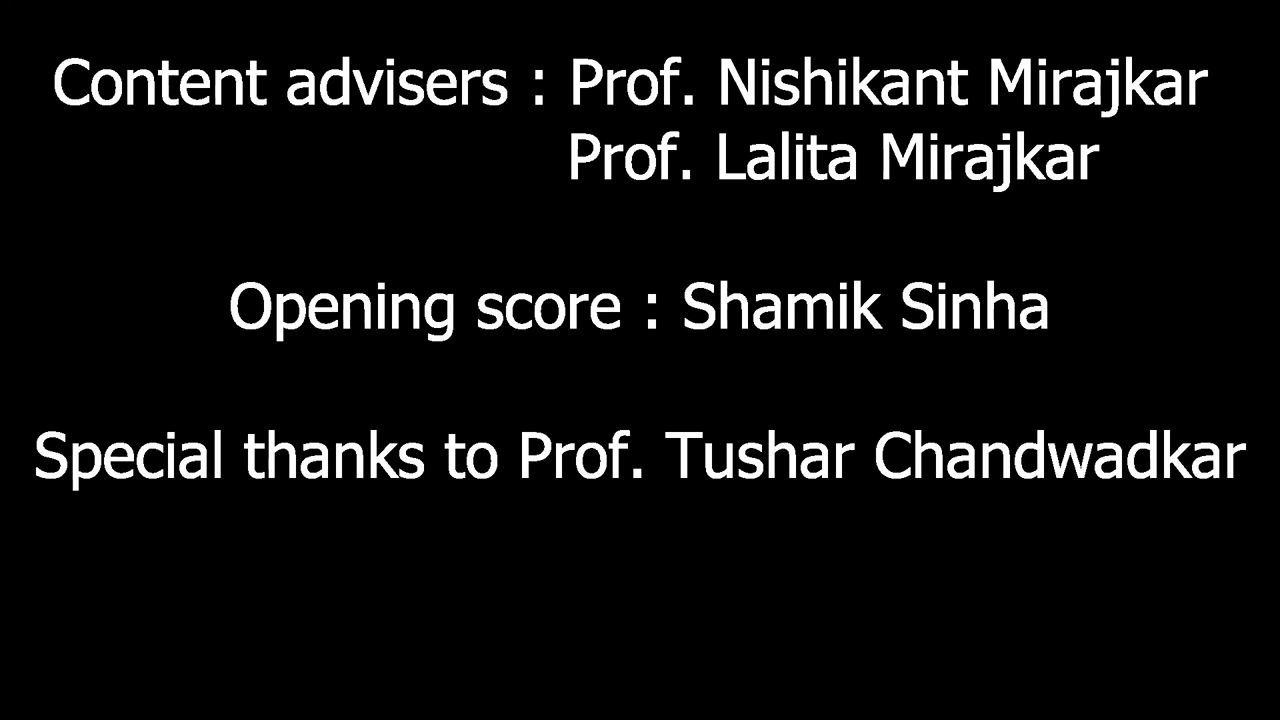 Content advisers : Prof. Nishikant Mirajkar
Prof. Lalita Mirajkar
Opening score : Shamik Sinha
Special thanks to Prof. Tushar Chandwadkar